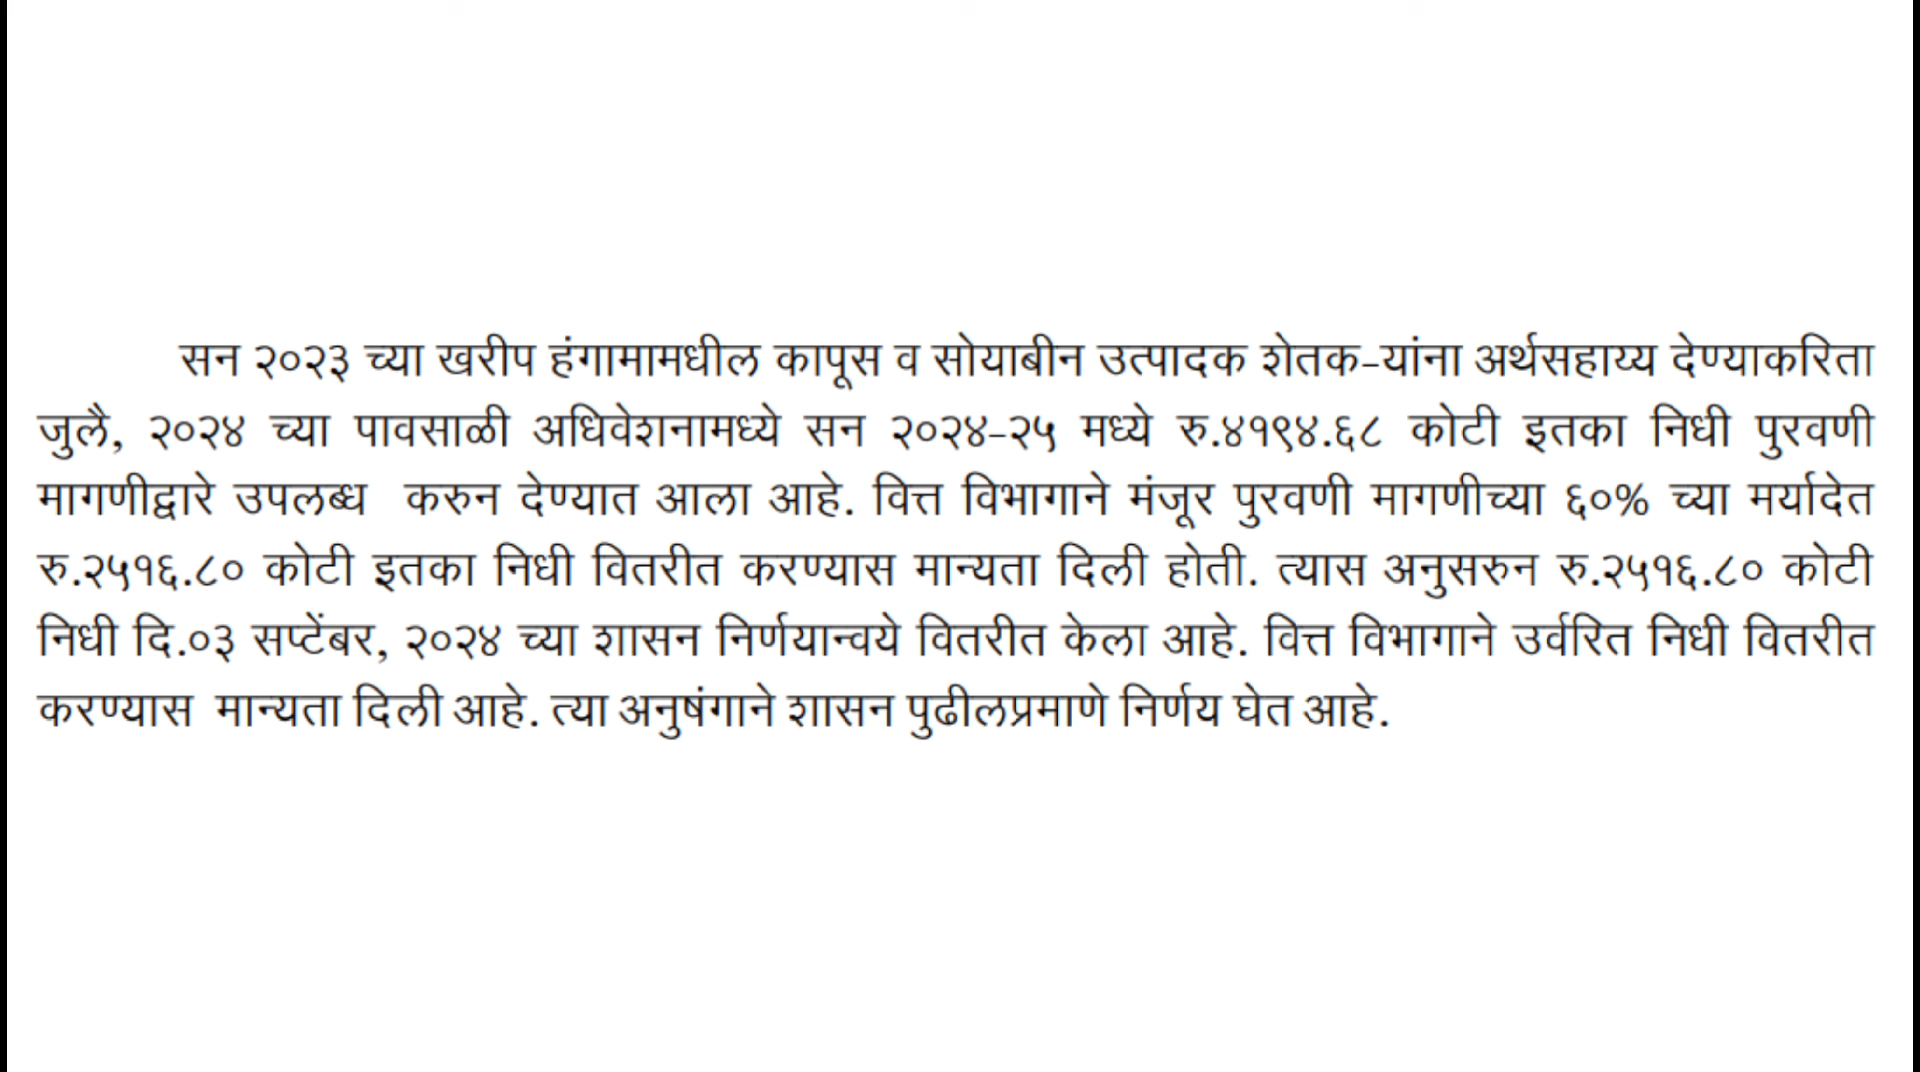 सन २०२३ च्या खरीप हंगामामधील कापूस व सोयाबीन उत्पादक शेतक-यांना अर्थसहाय्य देण्याकरिता
जुलै, २०२४ च्या पावसाळी अधिवेशनामध्ये सन २०२४-२५ मध्ये रु.४१९४.६८ कोटी इतका निधी पुरवणी
मागणीद्वारे उपलब्ध करुन देण्यात आला आहे. वित्त विभागाने मंजूर पुरवणी मागणीच्या ६०% च्या मर्यादेत
रु.२५१६.८० कोटी इतका निधी वितरीत करण्यास मान्यता दिली होती. त्यास अनुसरुन रु.२५१६.८० कोटी
निधी दि.०३ सप्टेंबर, २०२४ च्या शासन निर्णयान्वये वितरीत केला आहे. वित्त विभागाने उर्वरित निधी वितरीत
करण्यास मान्यता दिली आहे. त्या अनुषंगाने शासन पुढीलप्रमाणे निर्णय घेत आहे.